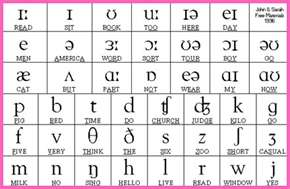 John & Sarah
Free Materials
1996
iː ɪ ʊ uː ɪə eɪ
READ SIT BOOK TOO HERE DAY
e ə ɜː ɔː ʊə ɔɪ əʊ
MEN AMERICA WORD SORT TOUR BOY GO
æ ʌ ɑː ɒ eə aɪ aʊ
CAT BUT PART NOT WEAR MY HOW
p b t d ʧ ʤ k g
PIG BED TIME DO CHURCH JUDGE KILO GO
f v θ ð s z ʃ ʒ
FIVE VERY THINK THE SIX ZOO SHORT CASUAL
m n ŋ h l r w j
MILK NO SING HELLO LIVE READ WINDOW YES